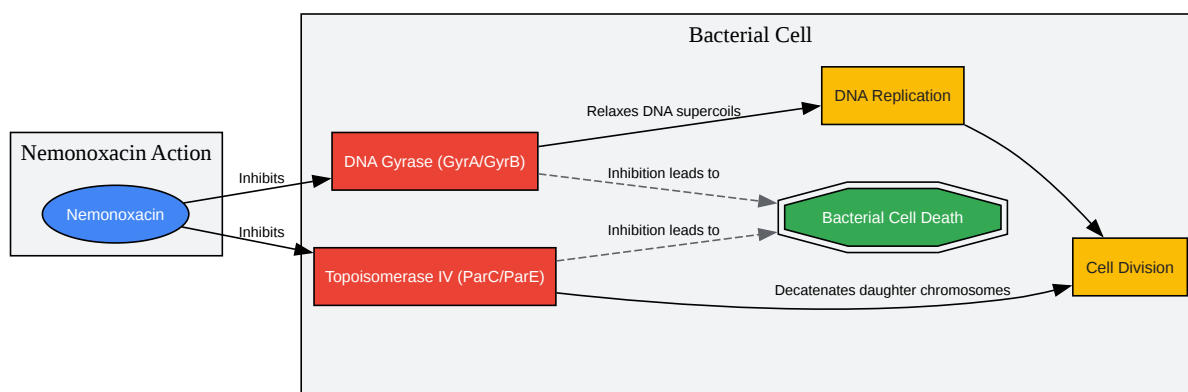 Bacterial Cell
DNA Replication
Relaxes DNA supercoils
Nemonoxacin Action
DNA Gyrase (GyrA/GyrB)
Inhibits
Inhibition leads to
Nemonoxacin
Bacterial Cell Death
Inhibits
Inhibition leads to
Topoisomerase IV (ParC/ParE)
Cell Division
Decatenates daughter chromosomes